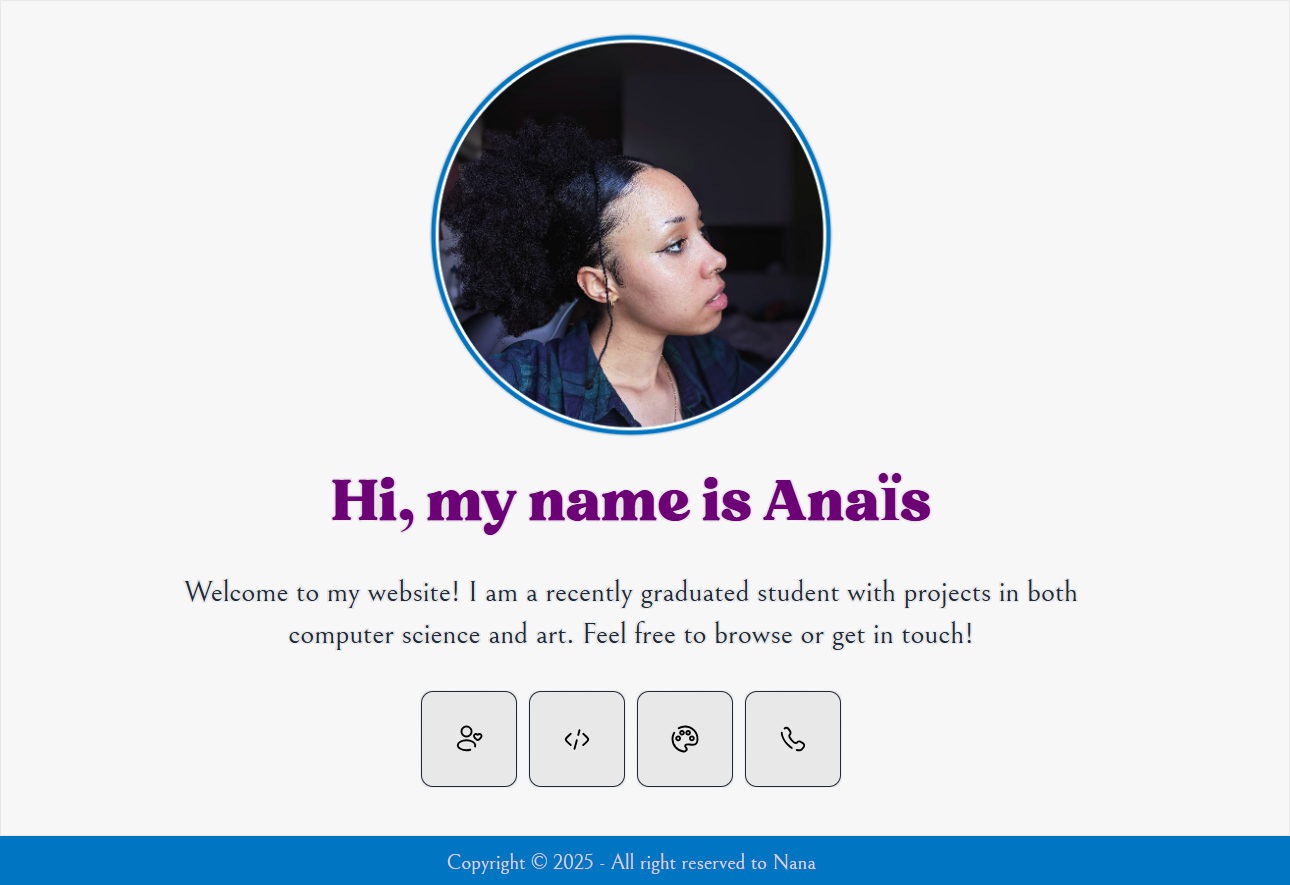 Hi, my name is Anaïs
Welcome to my website! I am a recently graduated student with projects in both
computer science and art. Feel free to browse or get in touch!
Copyright © 2025 - All right reserved to Nana